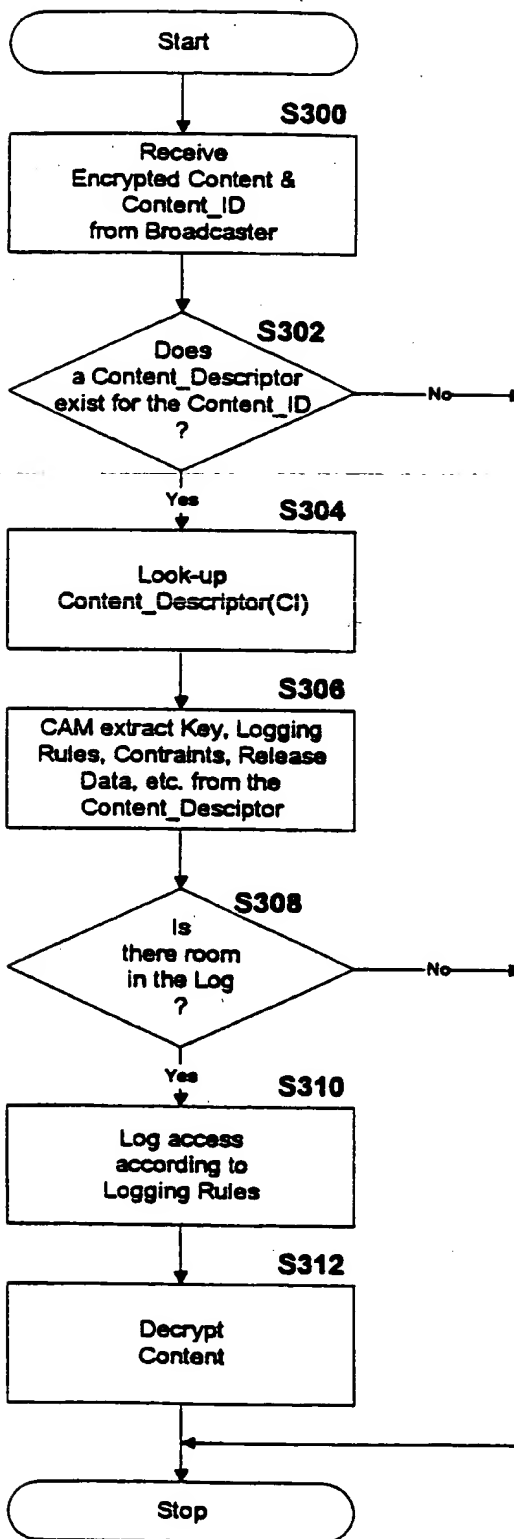 Start
S300
Receive
Encrypted Content &
Content_ID
from Broadcaster
S302
Does
a Content_Descriptor
exist for the Content_ID
?
No
Yes
S304
Look-up
Content_Descriptor(CI)
S306
CAM extract Key, Logging
Rules, Contraints, Release
Data, etc. from the
Content_Desciptor
S308
Is
there room
in the Log
?
No
Yes
S310
Log access
according to
Logging Rules
S312
Decrypt
Content
Stop